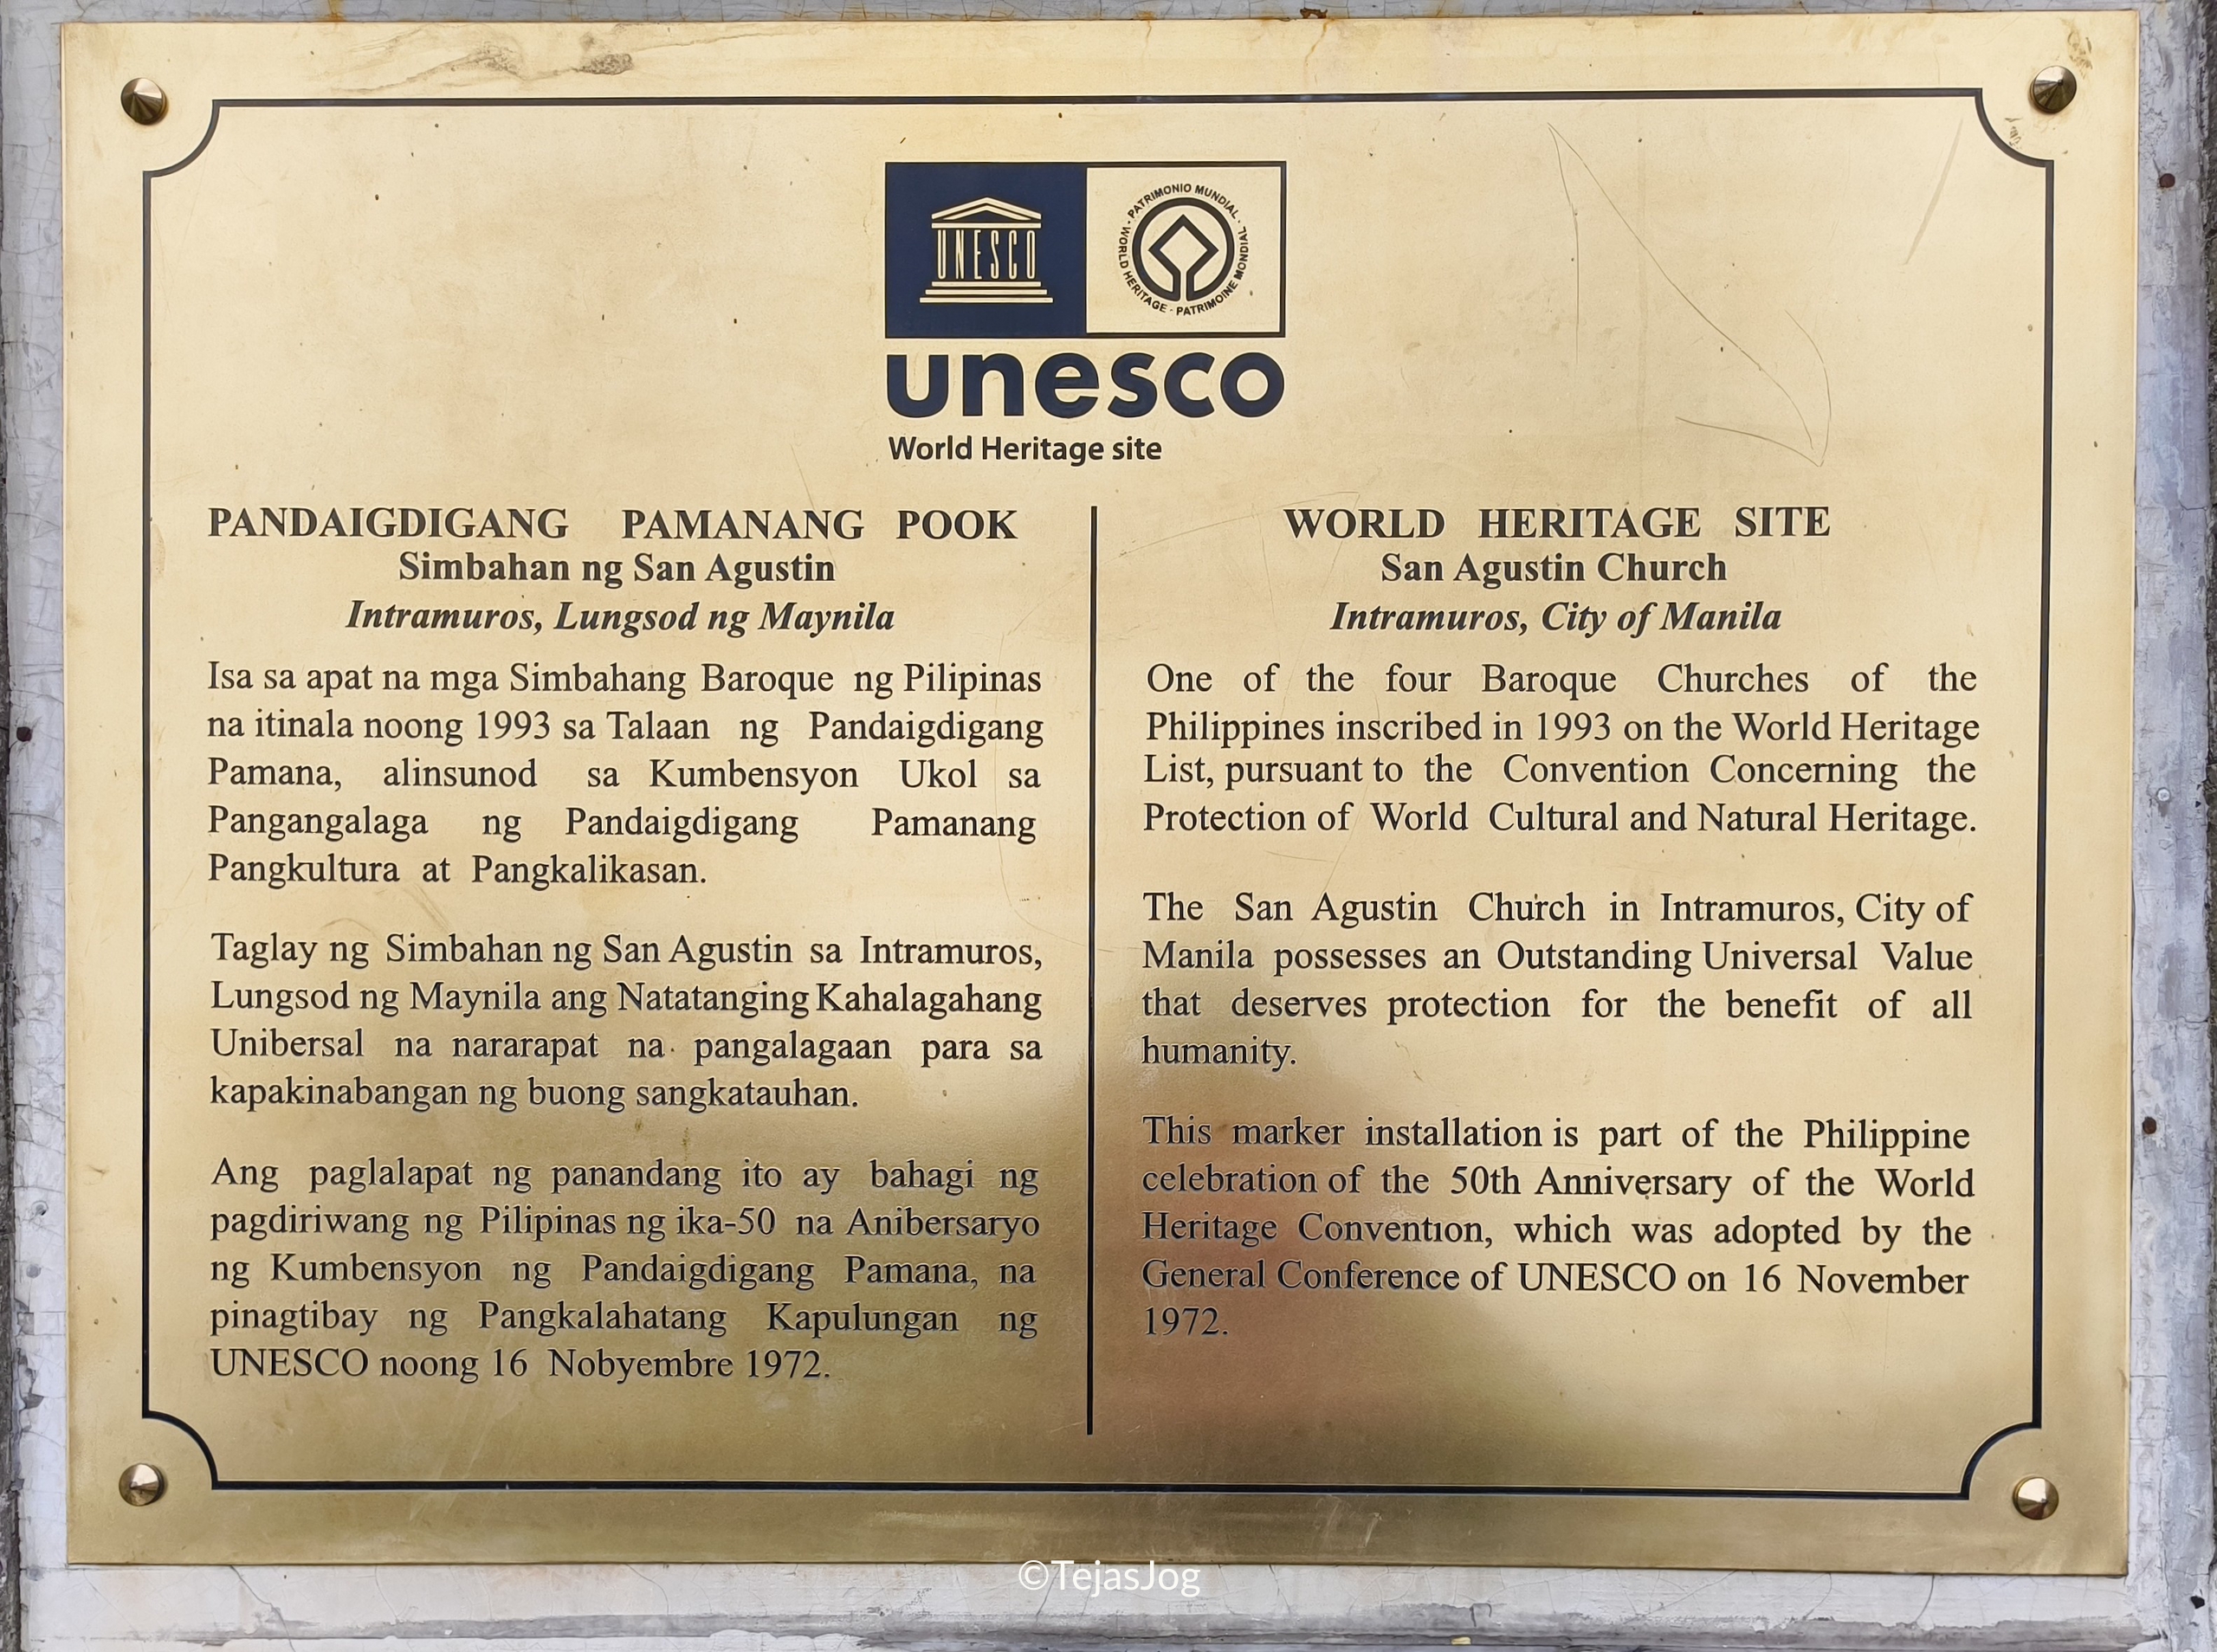 UNESCO
PATRIMONIO MUNDIAL · WORLD HERITAGE · PATRIMOINE MONDIAL ·
unesco
World Heritage site
PANDAIGDIGANG PAMANANG POOK
Simbahan ng San Agustin
Intramuros, Lungsod ng Maynila
Isa sa apat na mga Simbahang Baroque ng Pilipinas
na itinala noong 1993 sa Talaan ng Pandaigdigang
Pamana, alinsunod sa Kumbensyon Ukol sa
Pangangalaga ng Pandaigdigang Pamanang
Pangkultura at Pangkalikasan.
Taglay ng Simbahan ng San Agustin sa Intramuros,
Lungsod ng Maynila ang Natatanging Kahalagahang
Unibersal na nararapat na pangalagaan para sa
kapakinabangan ng buong sangkatauhan.
Ang paglalapat ng panandang ito ay bahagi ng
pagdiriwang ng Pilipinas ng ika-50 na Anibersaryo
ng Kumbensyon ng Pandaigdigang Pamana, na
pinagtibay ng Pangkalahatang Kapulungan ng
UNESCO noong 16 Nobyembre 1972.
WORLD HERITAGE SITE
San Agustin Church
Intramuros, City of Manila
One of the four Baroque Churches of the
Philippines inscribed in 1993 on the World Heritage
List, pursuant to the Convention Concerning the
Protection of World Cultural and Natural Heritage.
The San Agustin Church in Intramuros, City of
Manila possesses an Outstanding Universal Value
that deserves protection for the benefit of all
humanity.
This marker installation is part of the Philippine
celebration of the 50th Anniversary of the World
Heritage Convention, which was adopted by the
General Conference of UNESCO on 16 November
1972.
©TejasJog